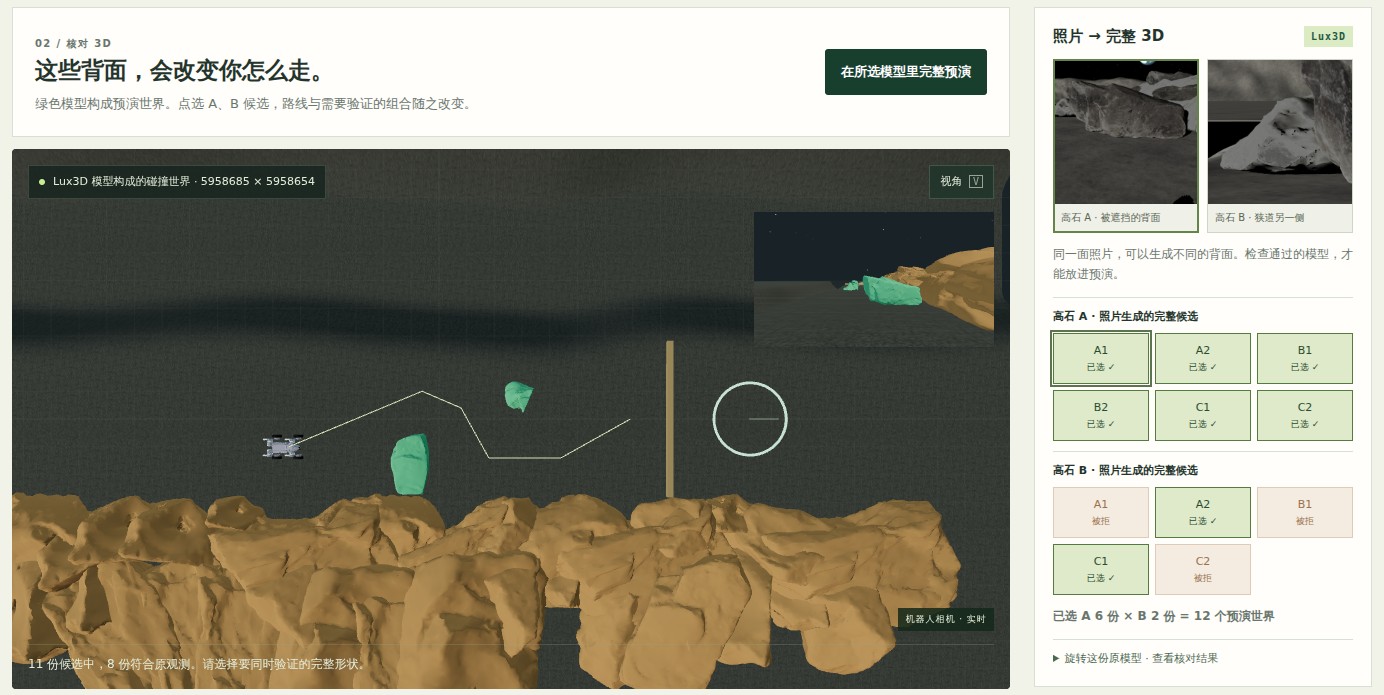 02 / 核对 3D
这些背面，会改变你怎么走。
绿色模型构成预演世界。点选 A、B 候选，路线与需要验证的组合随之改变。
在所选模型里完整预演
Lux3D 模型构成的碰撞世界 · 5958685 × 5958654
视角 V
机器人相机 · 实时
11 份候选中，8 份符合原观测。请选择要同时验证的完整形状。
照片 → 完整 3D
Lux3D
高石 A · 被遮挡的背面
高石 B · 狭道另一侧
同一面照片，可以生成不同的背面。检查通过的模型，才
能放进预演。
高石 A · 照片生成的完整候选
A1
已选 ✓
A2
已选 ✓
B1
已选 ✓
B2
已选 ✓
C1
已选 ✓
C2
已选 ✓
高石 B · 照片生成的完整候选
A1
被拒
A2
已选 ✓
B1
被拒
C1
已选 ✓
C2
被拒
已选 A 6 份 × B 2 份 = 12 个预演世界
▶ 旋转这份原模型 · 查看核对结果